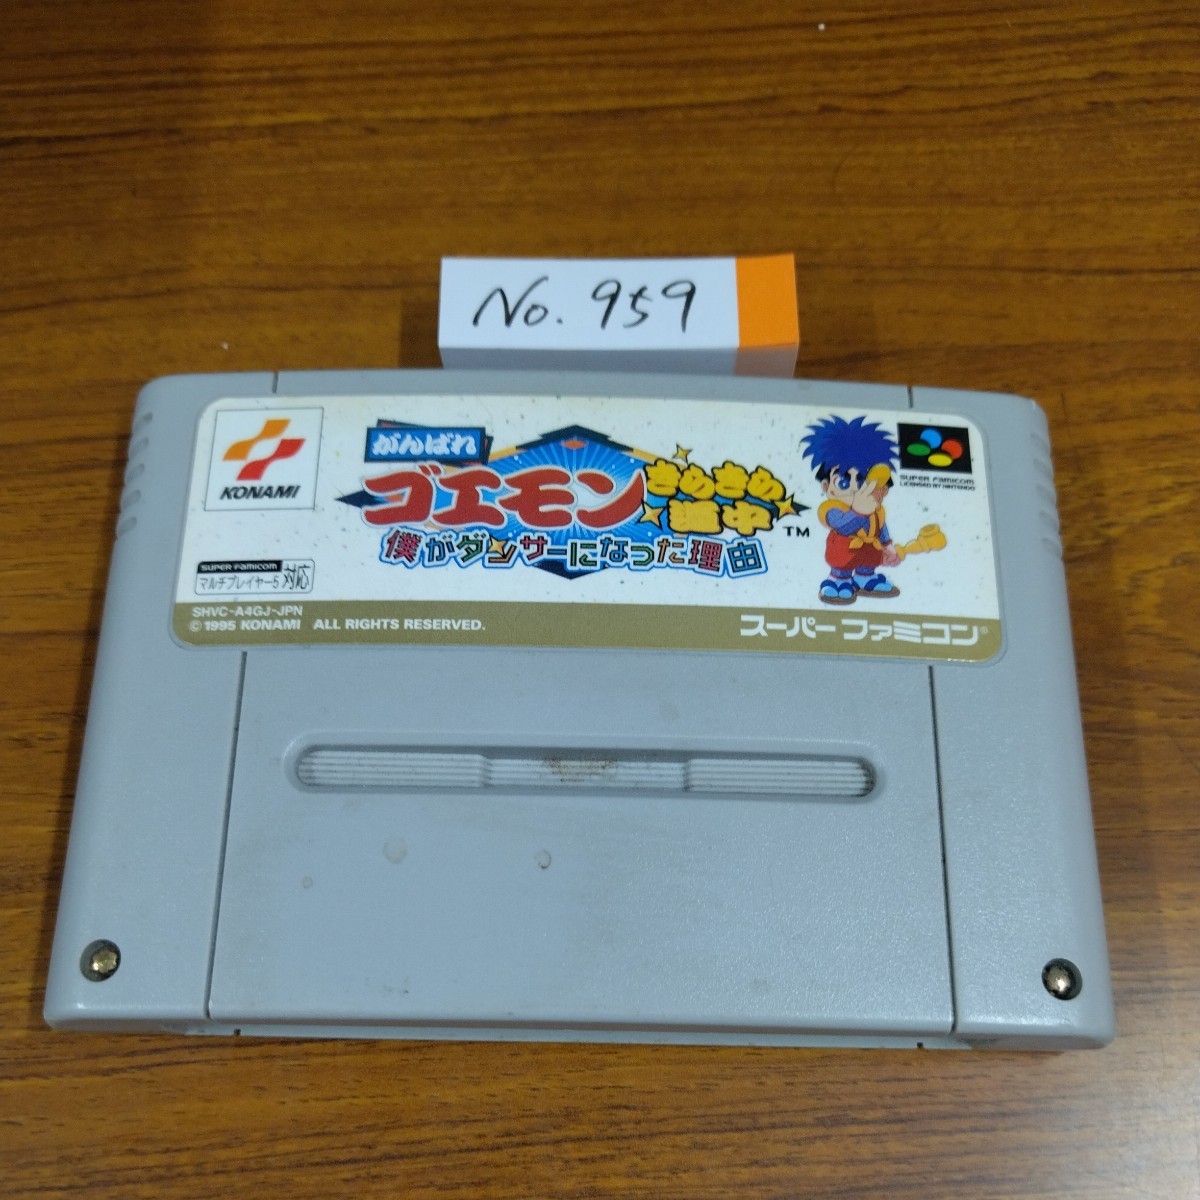 No. 959
KONAMI
がんばれ
ゴエモン
きらきら
道中
TM
僕がダンサーになった理由
SUPER FAMICOM
LICENSED BY NINTENDO
SUPER FAMICOM
マルチプレイヤー5 対応
SHVC-A4GJ-JPN
© 1995 KONAMI ALL RIGHTS RESERVED.
スーパーファミコン®